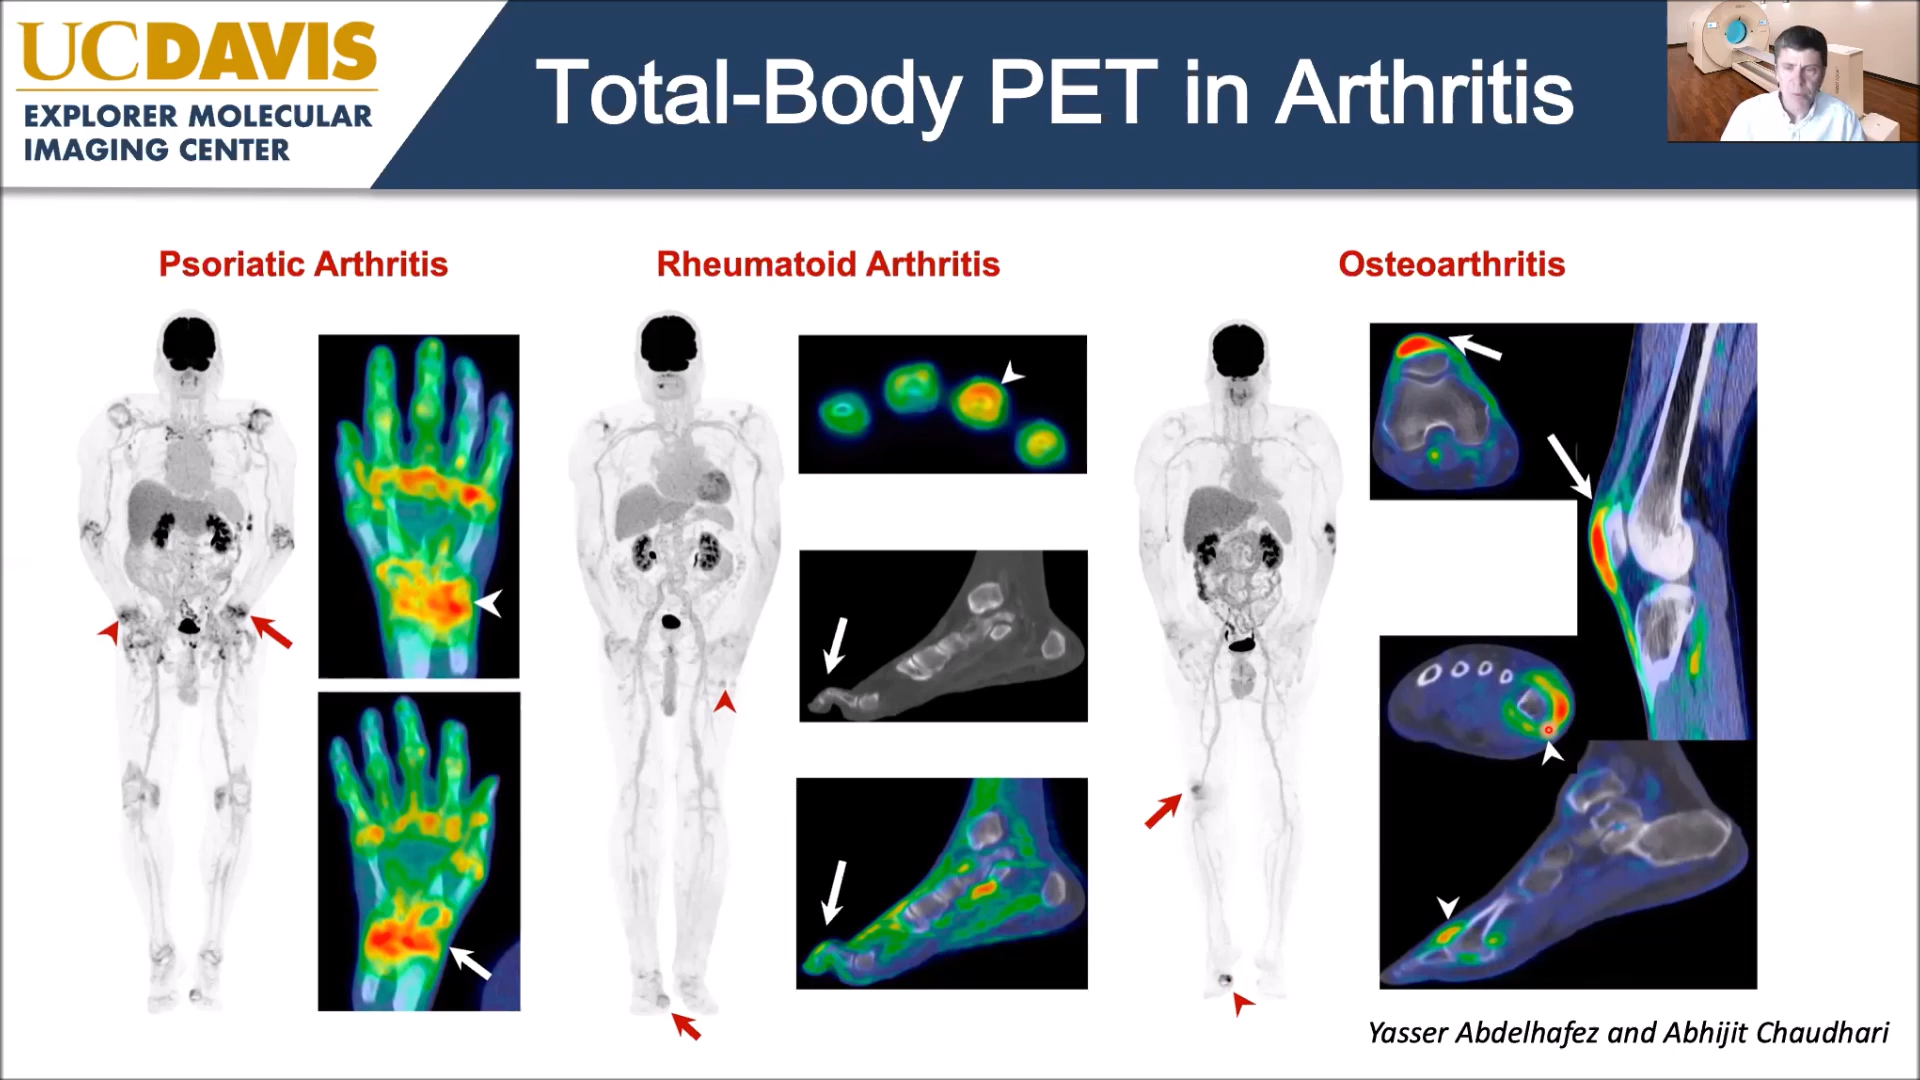 UCDAVIS
EXPLORER MOLECULAR
IMAGING CENTER
Total-Body PET in Arthritis
Psoriatic Arthritis
Rheumatoid Arthritis
Osteoarthritis
Yasser Abdelhafez and Abhijit Chaudhari